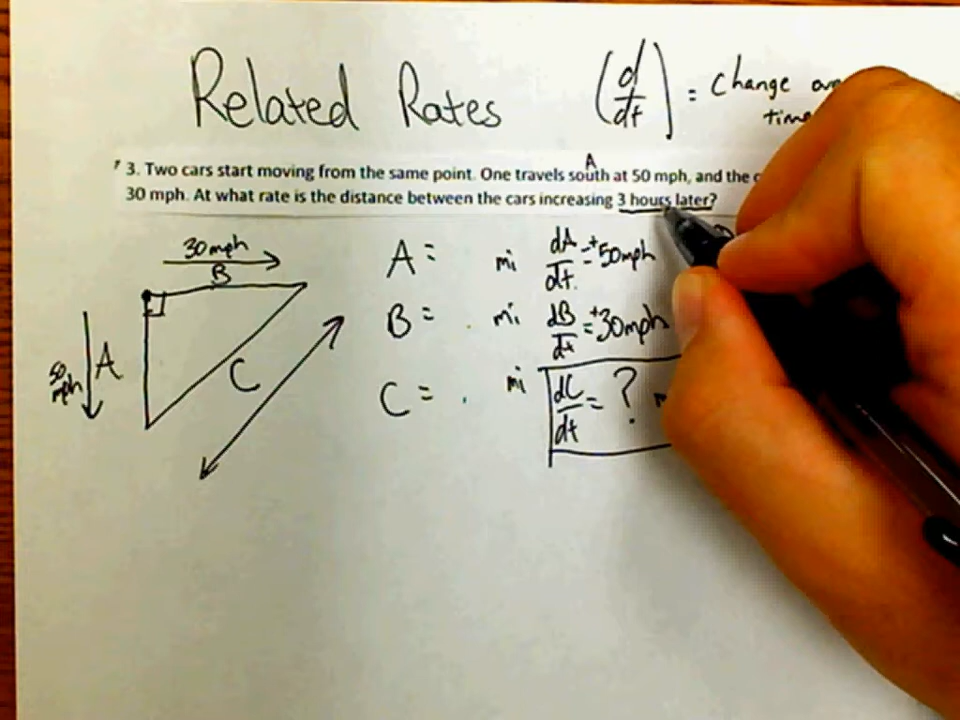 Related Rates (d/dt) = Change
time
A
3. Two cars start moving from the same point. One travels south at 50 mph, and the
30 mph. At what rate is the distance between the cars increasing 3 hours later?
30mph
B
A = mi dA/dt = +50mph
B = mi dB/dt = +30mph
50 mph A
C
C = mi dC/dt = ?